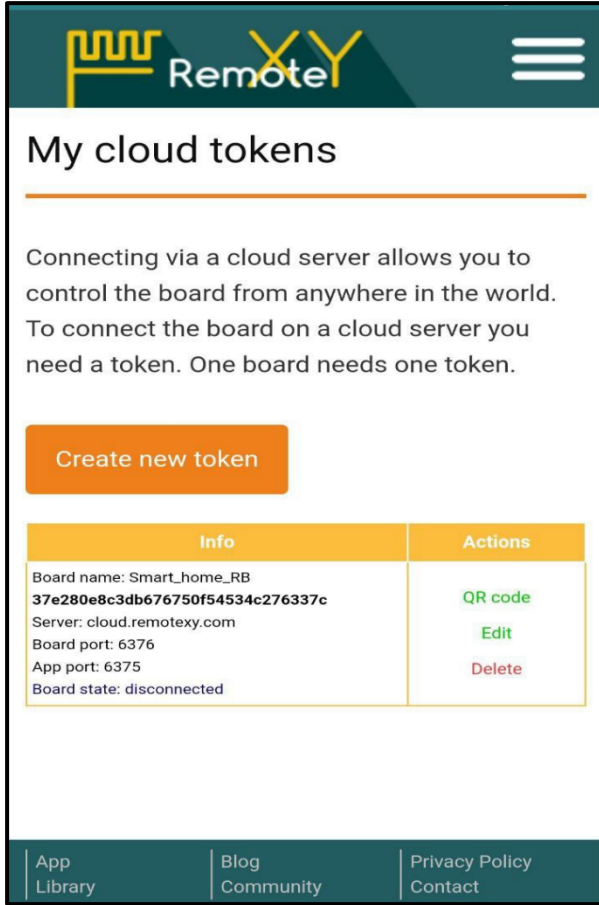 RemoteXY
My cloud tokens
Connecting via a cloud server allows you to
control the board from anywhere in the world.
To connect the board on a cloud server you
need a token. One board needs one token.
Create new token
Info
Actions
Board name: Smart_home_RB
37e280e8c3db676750f54534c276337c
Server: cloud.remotexy.com
Board port: 6376
App port: 6375
Board state: disconnected
QR code
Edit
Delete
App
Library
Blog
Community
Privacy Policy
Contact